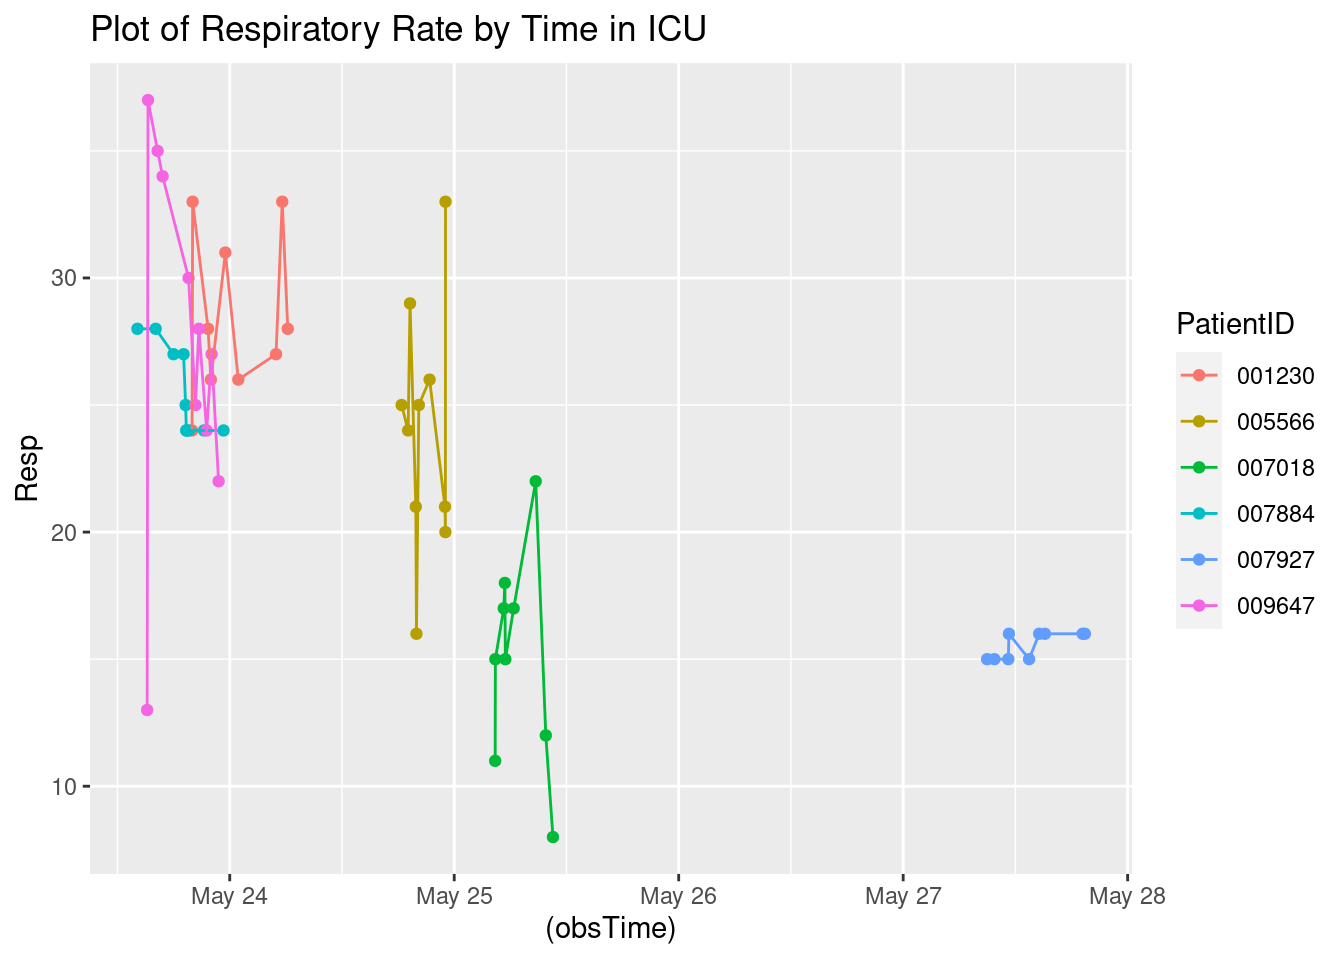 Plot of Respiratory Rate by Time in ICU
Resp
30
20
10
May 24
May 25
May 26
May 27
May 28
(obsTime)
PatientID
001230
005566
007018
007884
007927
009647